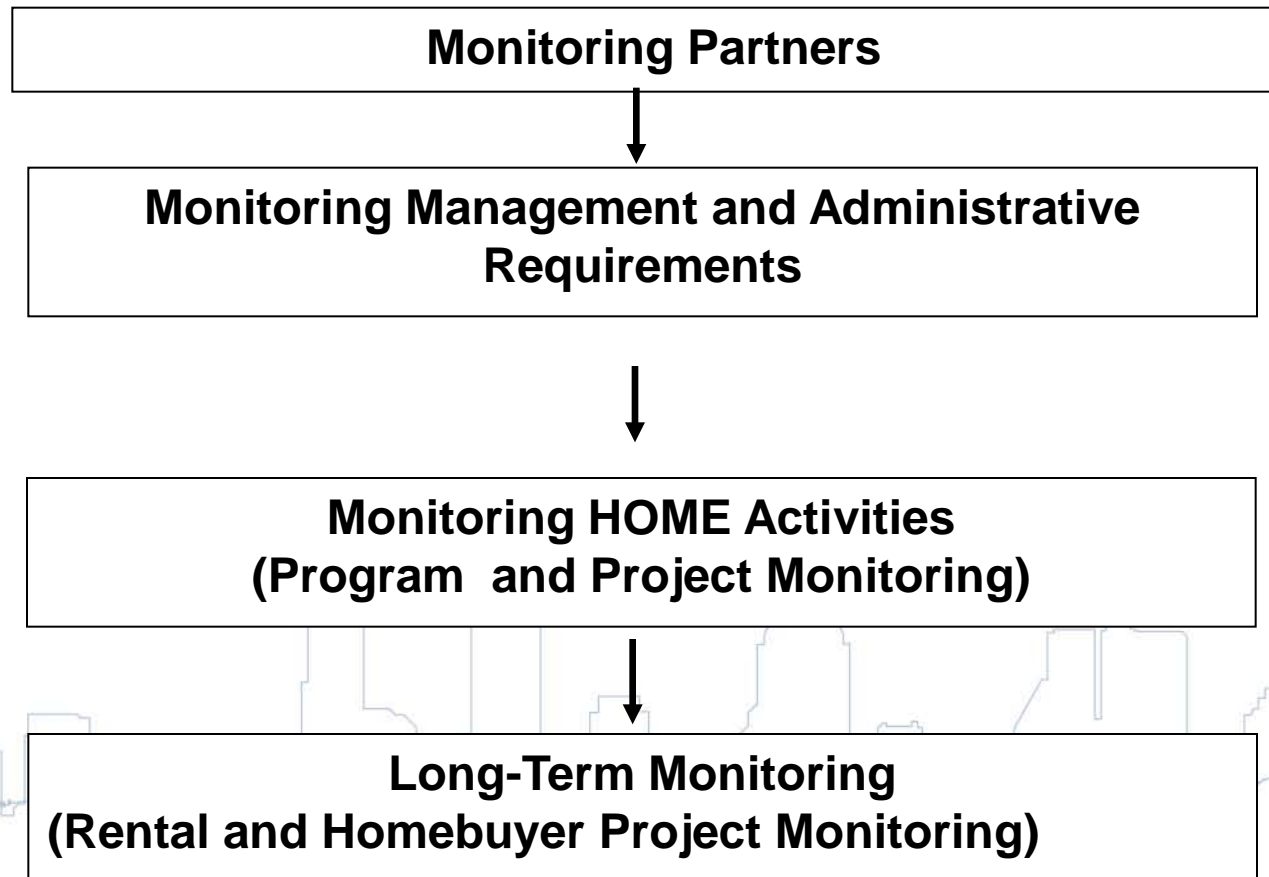 Monitoring Partners
Monitoring Management and Administrative
Requirements
Monitoring HOME Activities
(Program and Project Monitoring)
Long-Term Monitoring
(Rental and Homebuyer Project Monitoring)